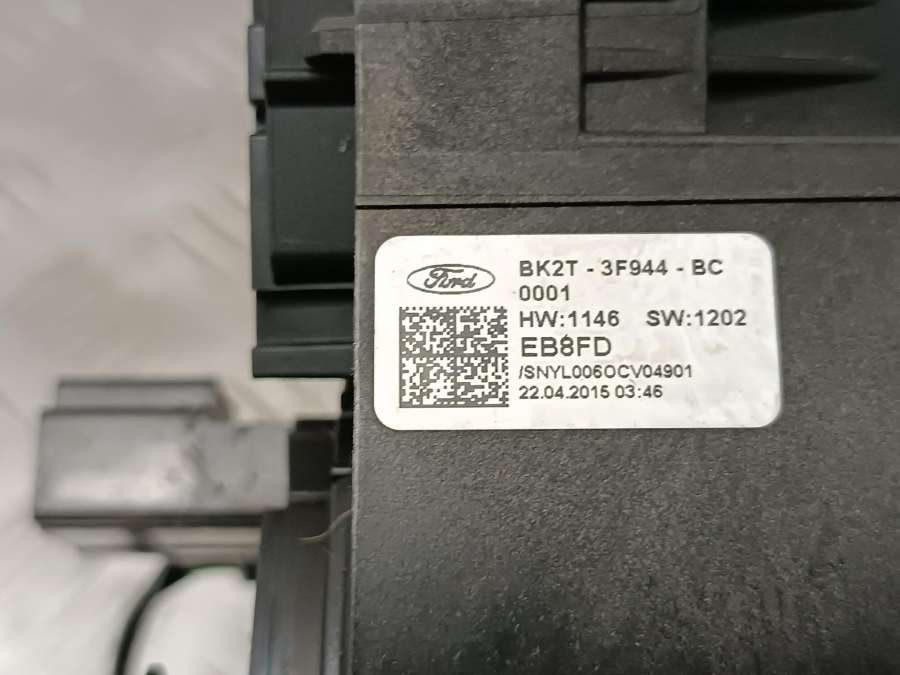 Ford
BK2T - 3F944 - BC
0001
HW:1146 SW:1202
EB8FD
/SNYL006OCV04901
22.04.2015 03:46